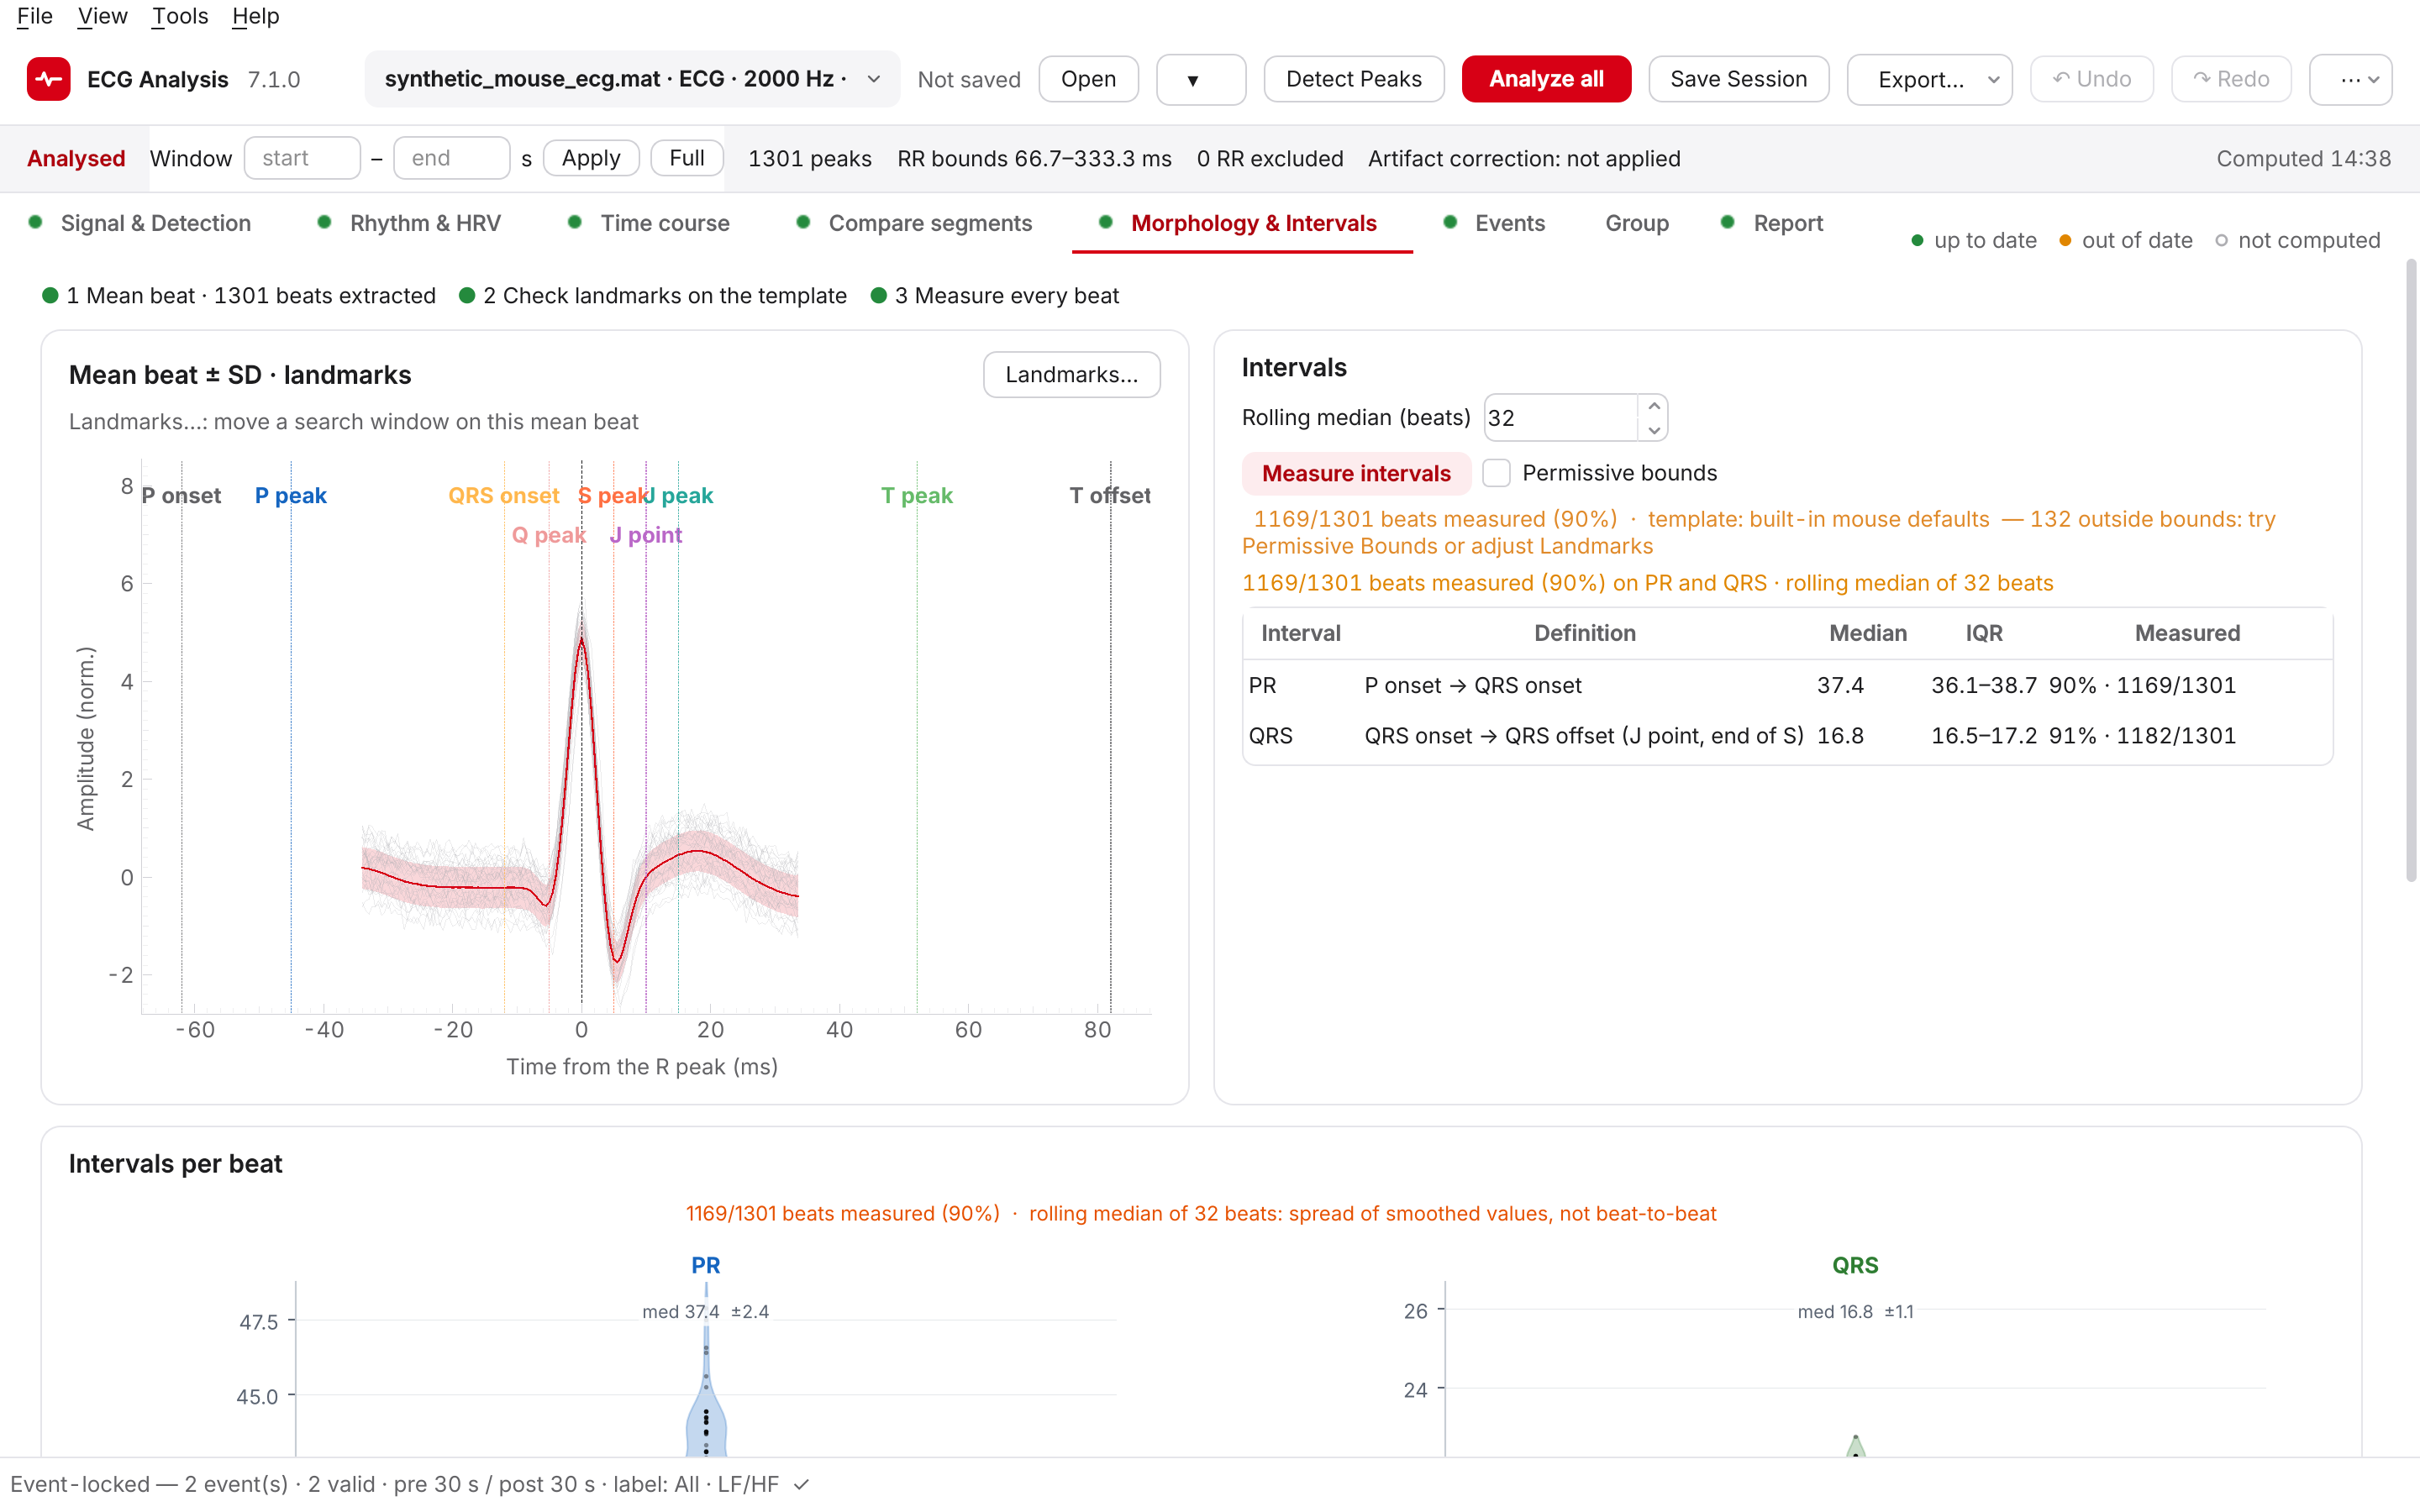 File View Tools Help
ECG Analysis 7.1.0 synthetic_mouse_ecg.mat · ECG · 2000 Hz · Not saved Open ▼ Detect Peaks Analyze all Save Session Export... ↶ Undo ↷ Redo ...
Analysed Window start – end s Apply Full 1301 peaks RR bounds 66.7–333.3 ms 0 RR excluded Artifact correction: not applied Computed 14:38
Signal & Detection Rhythm & HRV Time course Compare segments Morphology & Intervals Events Group Report
up to date out of date not computed
1 Mean beat · 1301 beats extracted 2 Check landmarks on the template 3 Measure every beat
Mean beat ± SD · landmarks Landmarks...
Landmarks...: move a search window on this mean beat
P onset P peak QRS onset S peak J peak T peak T offset
Q peak J point
Amplitude (norm.)
8
6
4
2
0
-2
-60 -40 -20 0 20 40 60 80
Time from the R peak (ms)
Intervals
Rolling median (beats) 32
Measure intervals Permissive bounds
1169/1301 beats measured (90%) · template: built-in mouse defaults — 132 outside bounds: try
Permissive Bounds or adjust Landmarks
1169/1301 beats measured (90%) on PR and QRS · rolling median of 32 beats
Interval Definition Median IQR Measured
PR P onset → QRS onset 37.4 36.1–38.7 90% · 1169/1301
QRS QRS onset → QRS offset (J point, end of S) 16.8 16.5–17.2 91% · 1182/1301
Intervals per beat
1169/1301 beats measured (90%) · rolling median of 32 beats: spread of smoothed values, not beat-to-beat
PR QRS
med 37.4 ±2.4 med 16.8 ±1.1
47.5 26
45.0 24
Event-locked — 2 event(s) · 2 valid · pre 30 s / post 30 s · label: All · LF/HF ✓